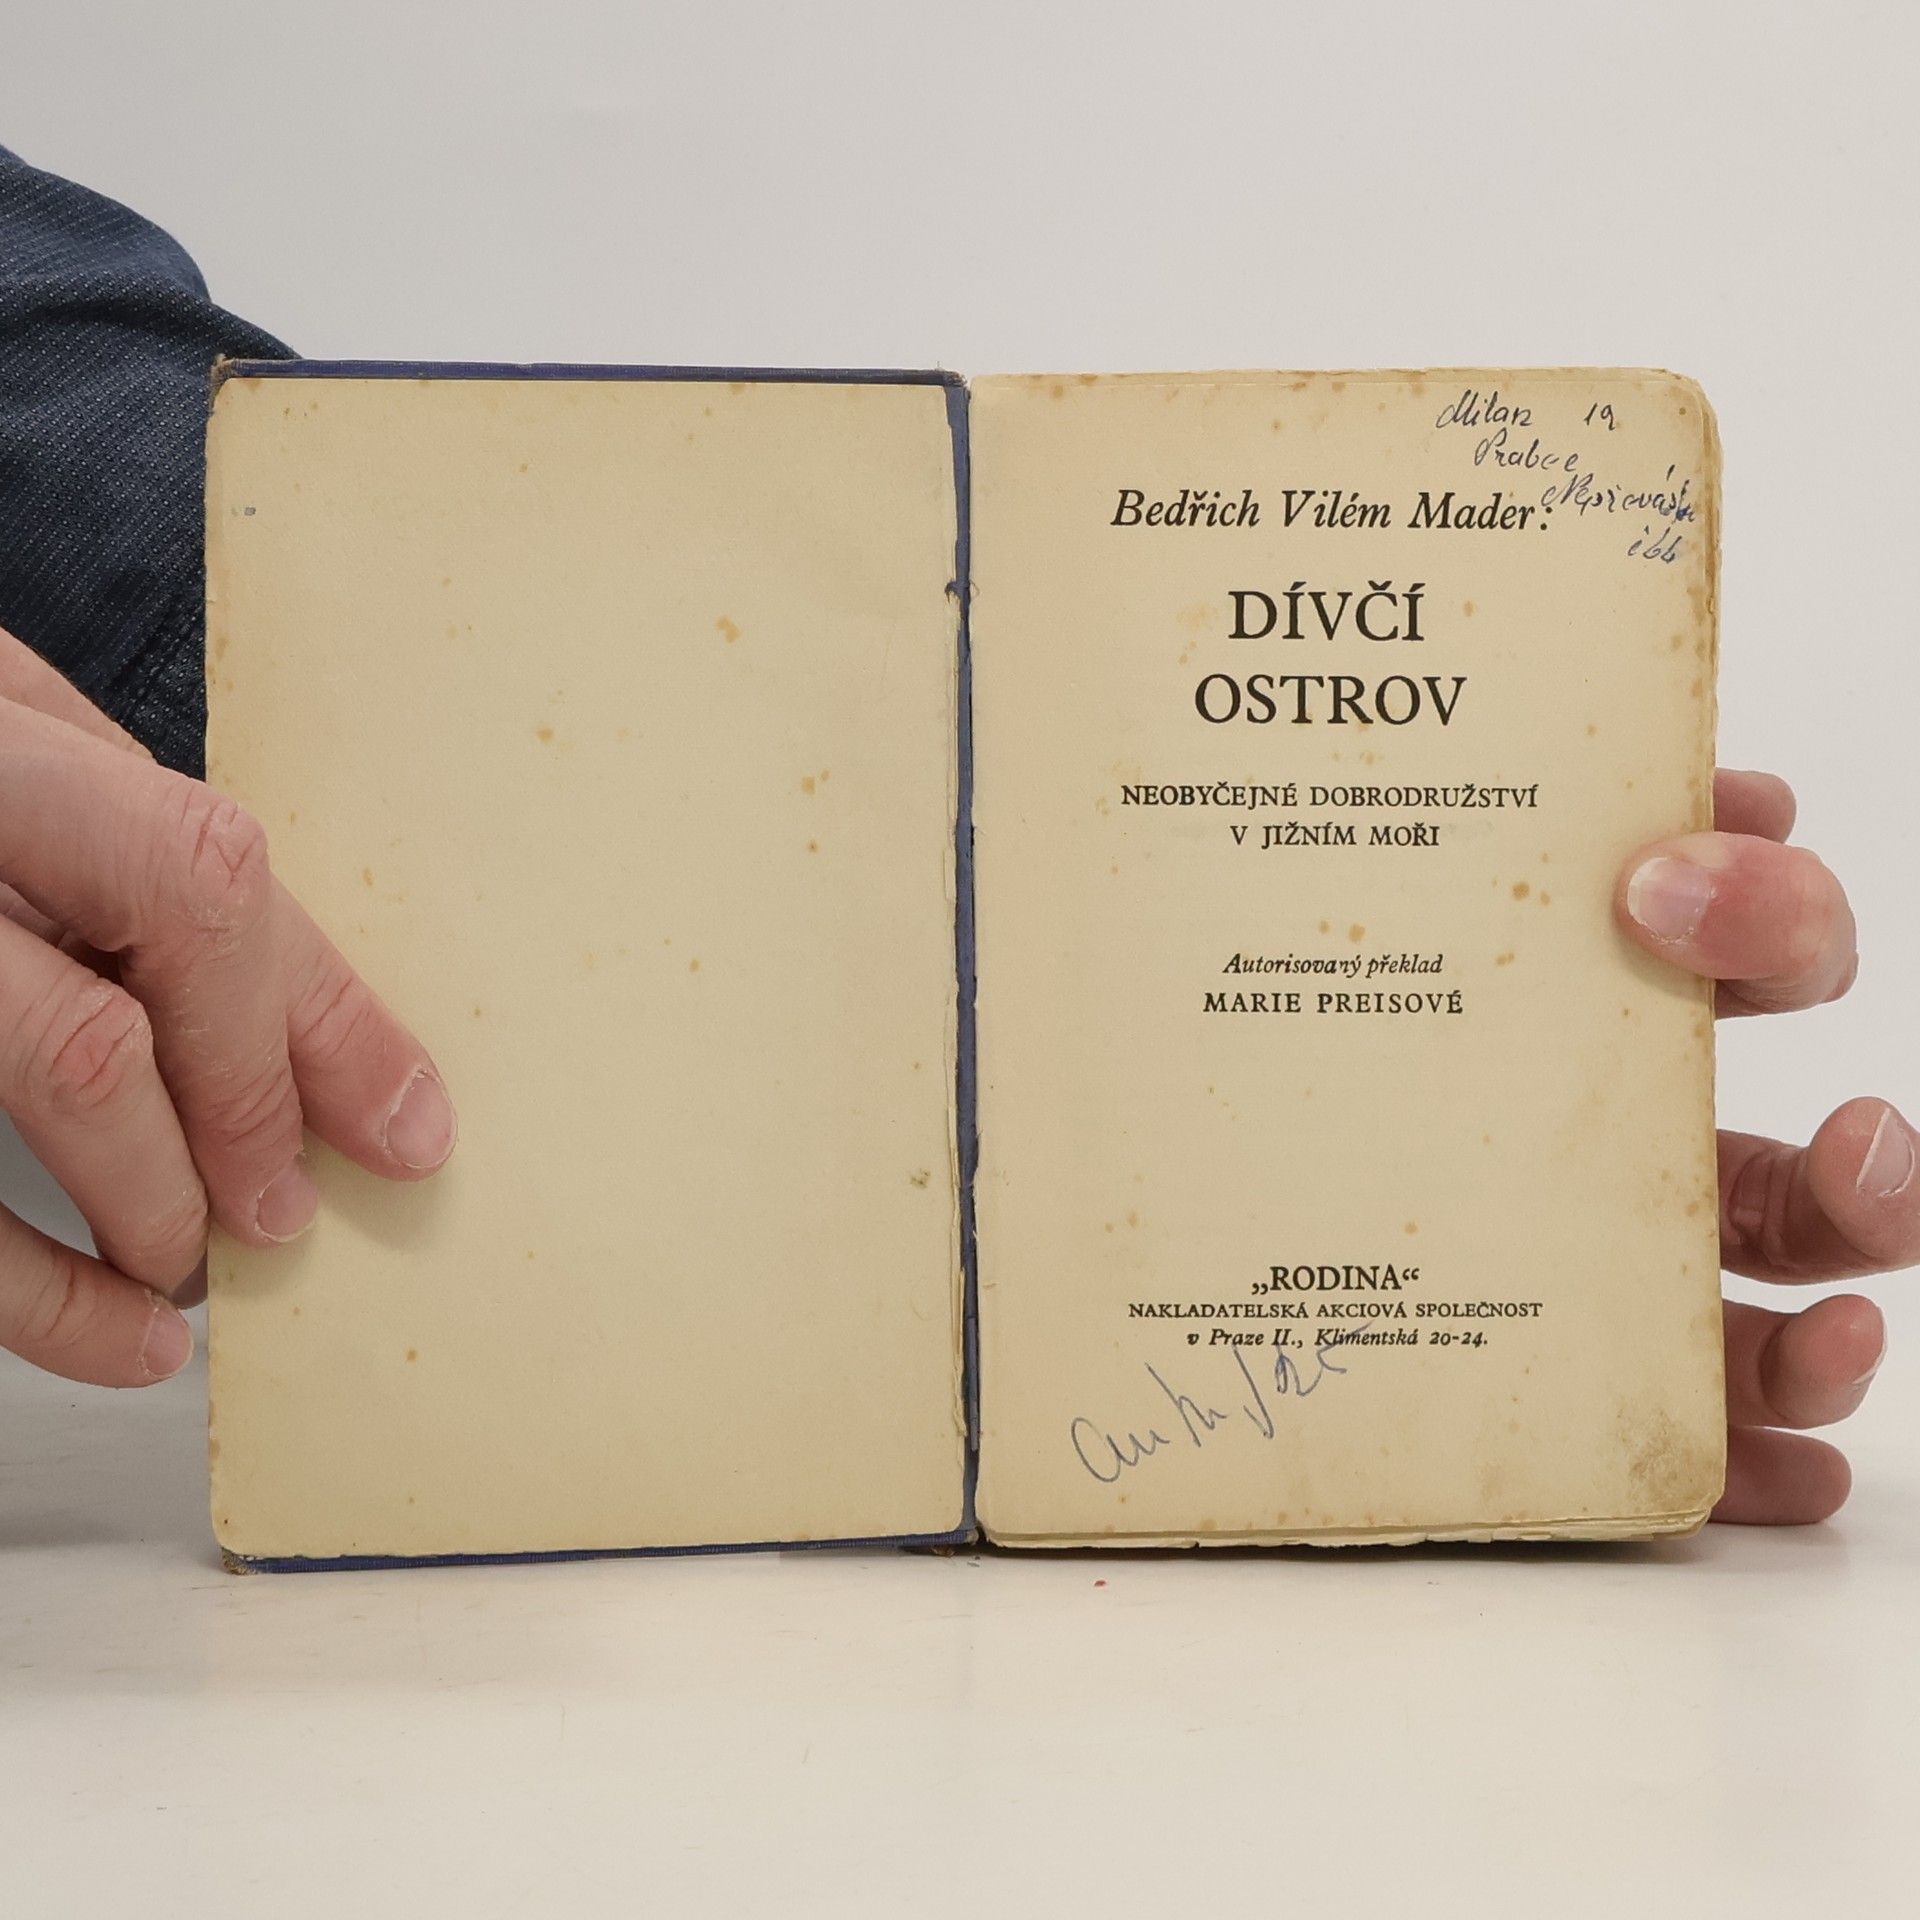 Milan 19
Bedřich Vilém Mader:
DÍVČÍ
OSTROV
NEOBYČEJNÉ DOBRODRUŽSTVÍ
V JIŽNÍM MOŘI
Autorisovaný překlad
MARIE PREISOVÉ
„RODINA“
NAKLADATELSKÁ AKCIOVÁ SPOLEČNOST
v Praze II., Klimentská 20-24.